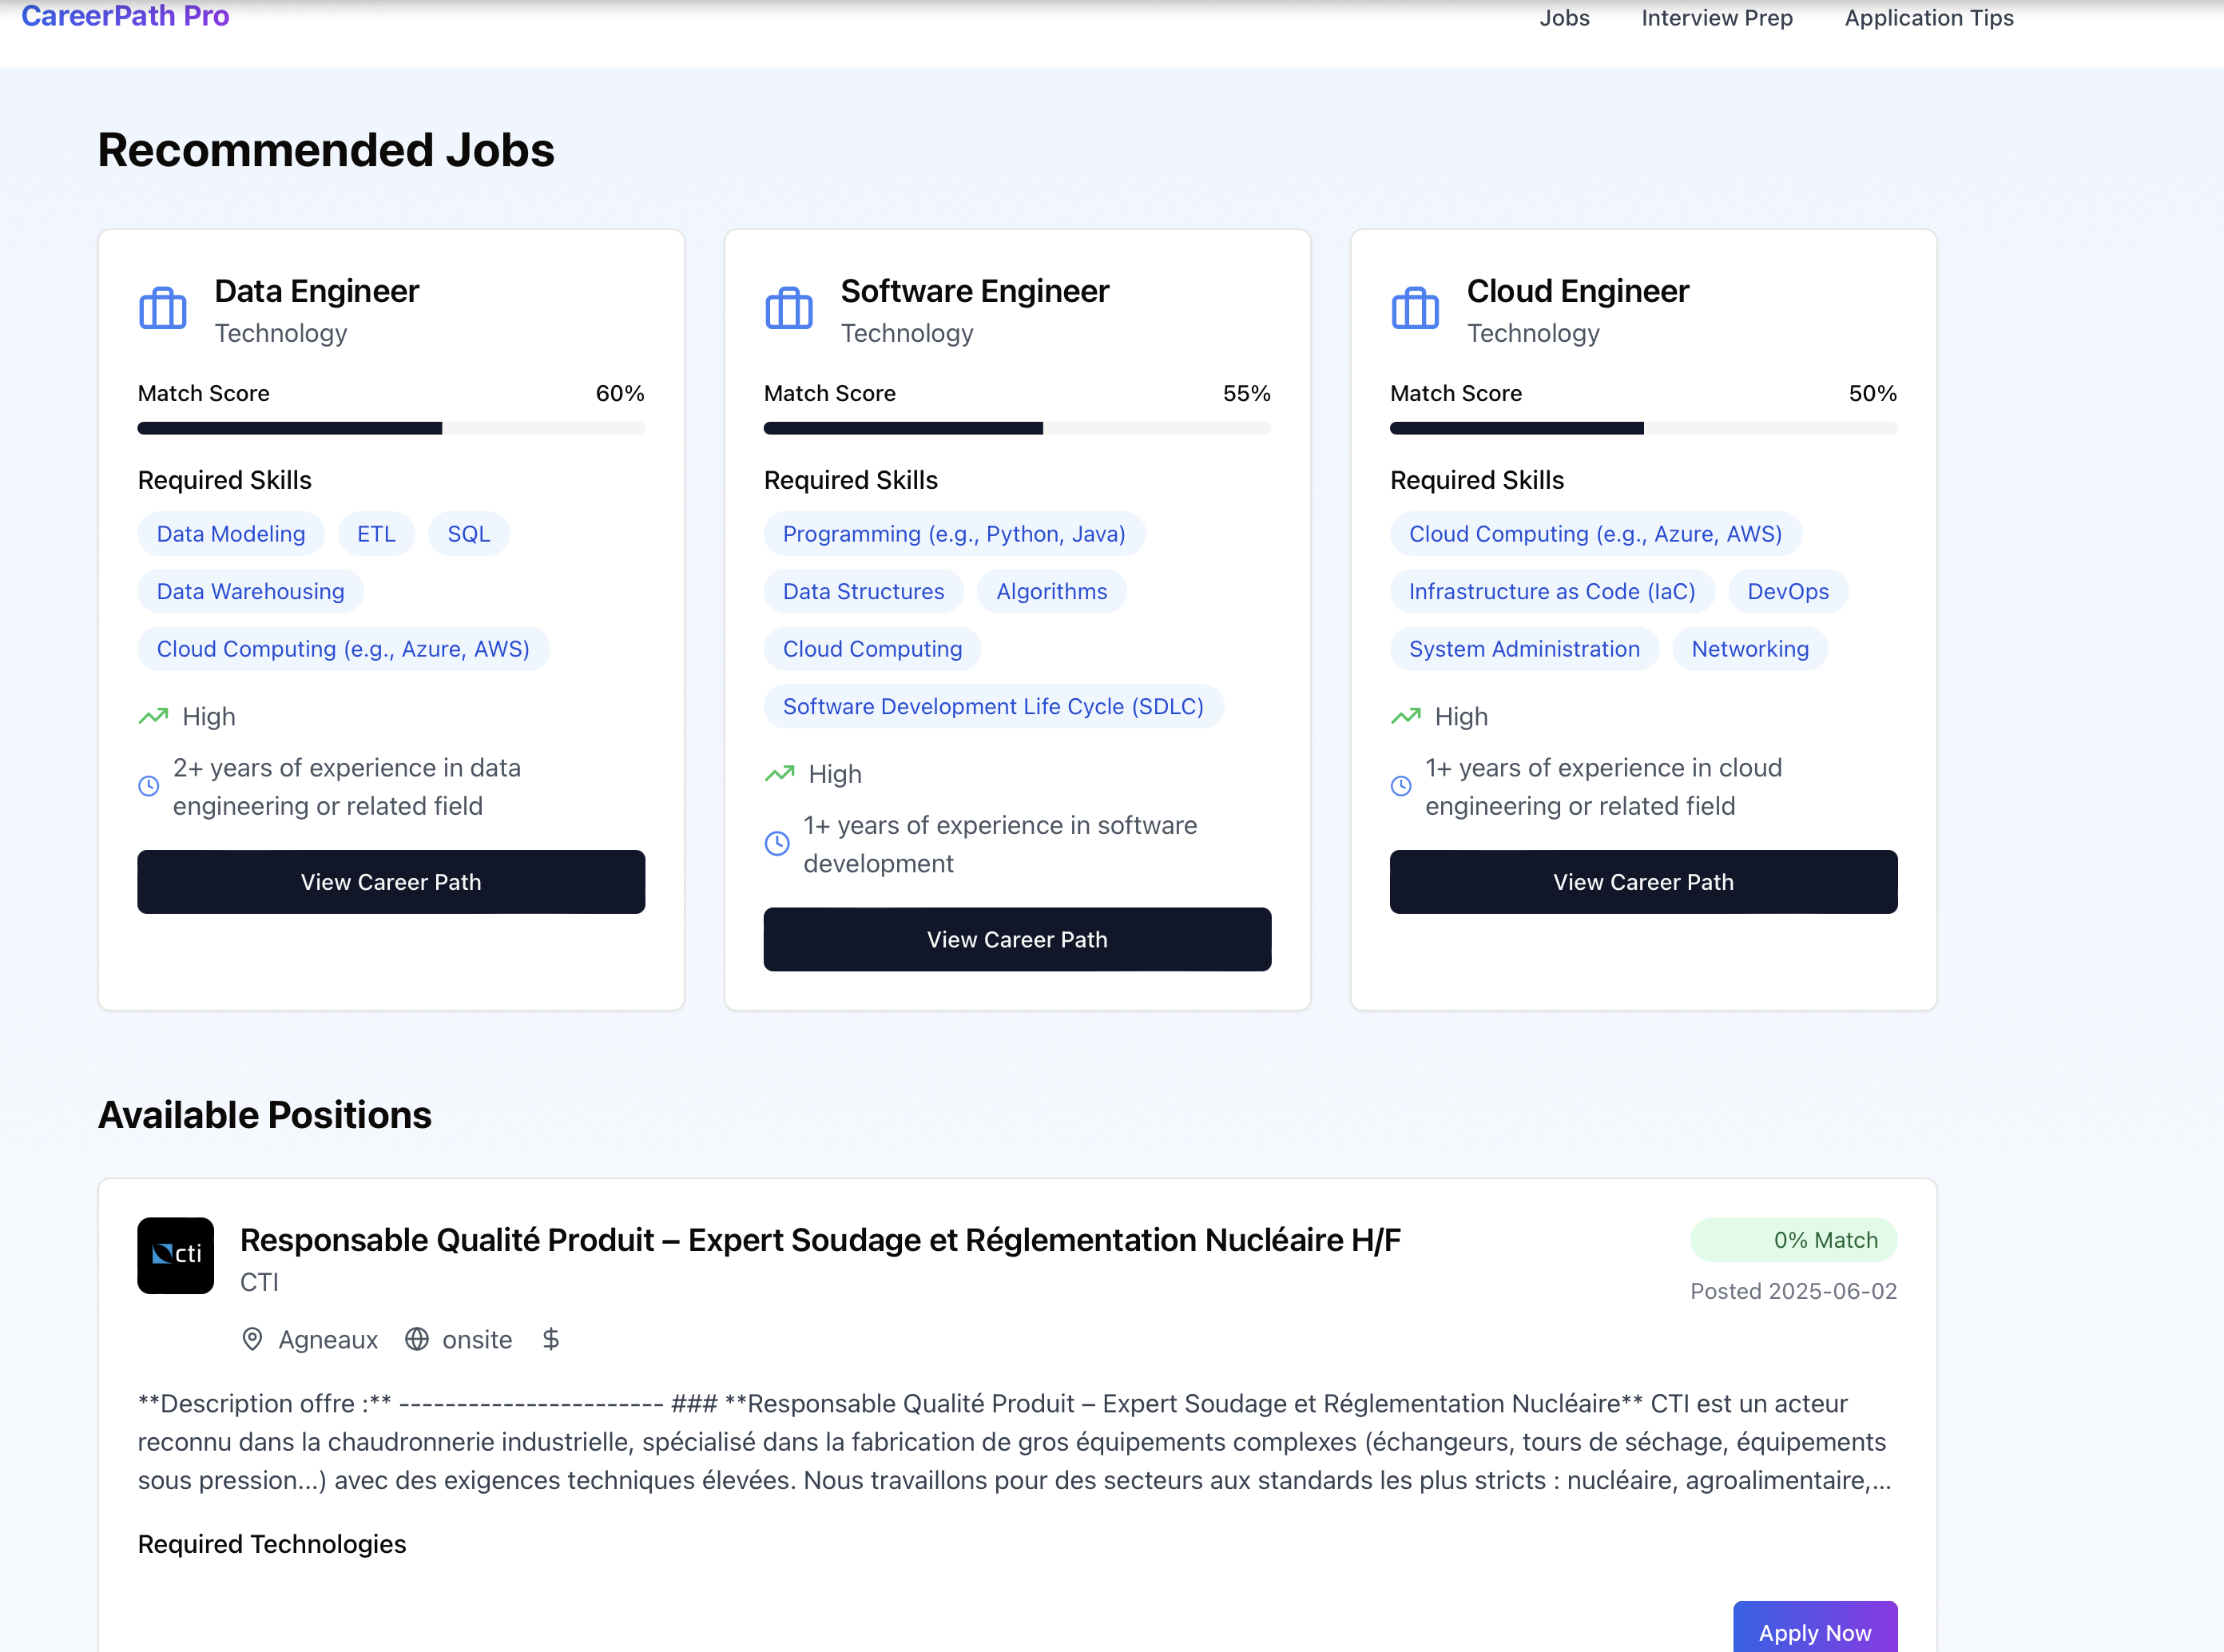 CareerPath Pro
Jobs Interview Prep Application Tips
Recommended Jobs
Data Engineer
Technology
Match Score 60%
Required Skills
Data Modeling ETL SQL
Data Warehousing
Cloud Computing (e.g., Azure, AWS)
High
2+ years of experience in data
engineering or related field
View Career Path
Software Engineer
Technology
Match Score 55%
Required Skills
Programming (e.g., Python, Java)
Data Structures Algorithms
Cloud Computing
Software Development Life Cycle (SDLC)
High
1+ years of experience in software
development
View Career Path
Cloud Engineer
Technology
Match Score 50%
Required Skills
Cloud Computing (e.g., Azure, AWS)
Infrastructure as Code (IaC) DevOps
System Administration Networking
High
1+ years of experience in cloud
engineering or related field
View Career Path
Available Positions
cti
Responsable Qualité Produit – Expert Soudage et Réglementation Nucléaire H/F
0% Match
CTI
Posted 2025-06-02
Agneaux onsite $
**Description offre :** ----------------------- ### **Responsable Qualité Produit – Expert Soudage et Réglementation Nucléaire** CTI est un acteur
reconnu dans la chaudronnerie industrielle, spécialisé dans la fabrication de gros équipements complexes (échangeurs, tours de séchage, équipements
sous pression...) avec des exigences techniques élevées. Nous travaillons pour des secteurs aux standards les plus stricts : nucléaire, agroalimentaire,...
Required Technologies
Apply Now